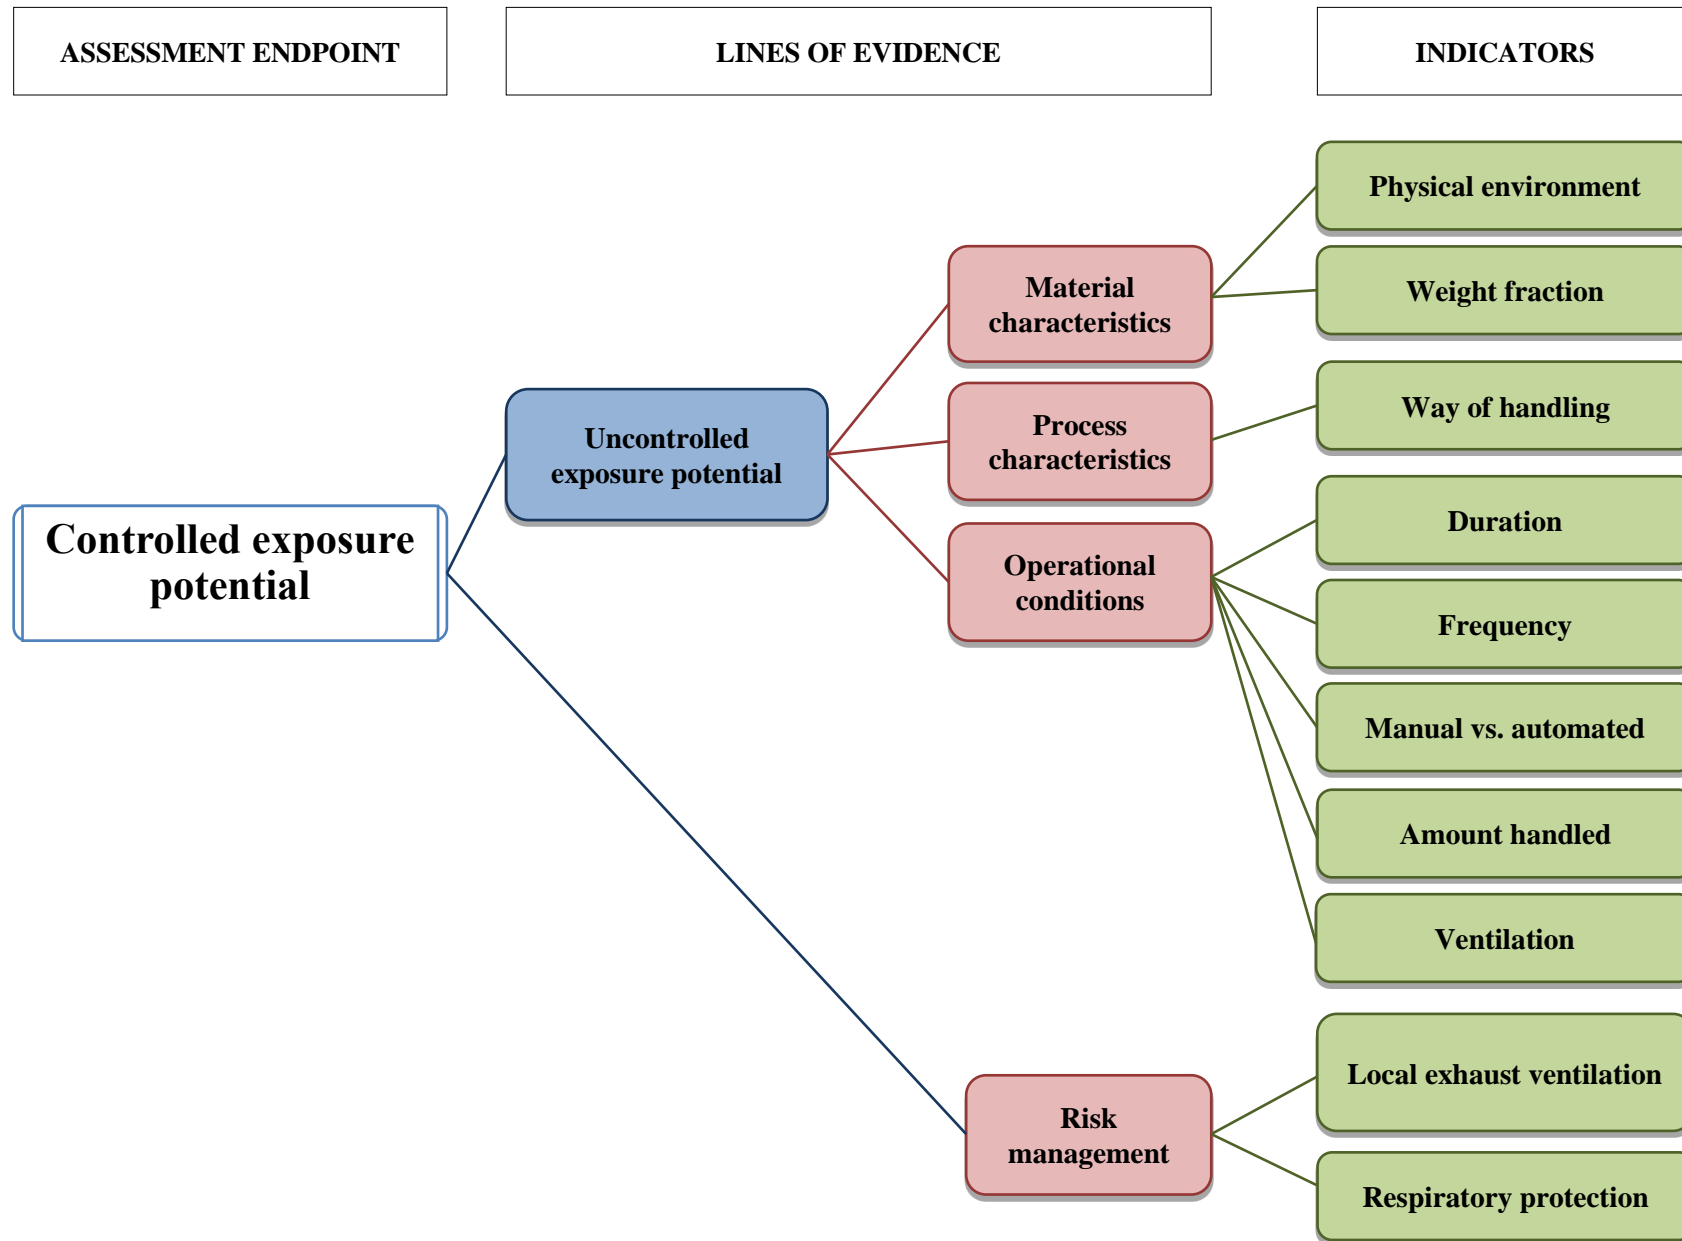 ASSESSMENT ENDPOINT
LINES OF EVIDENCE
INDICATORS
Controlled exposure
potential
Uncontrolled
exposure potential
Material
characteristics
Process
characteristics
Operational
conditions
Risk
management
Physical environment
Weight fraction
Way of handling
Duration
Frequency
Manual vs. automated
Amount handled
Ventilation
Local exhaust ventilation
Respiratory protection